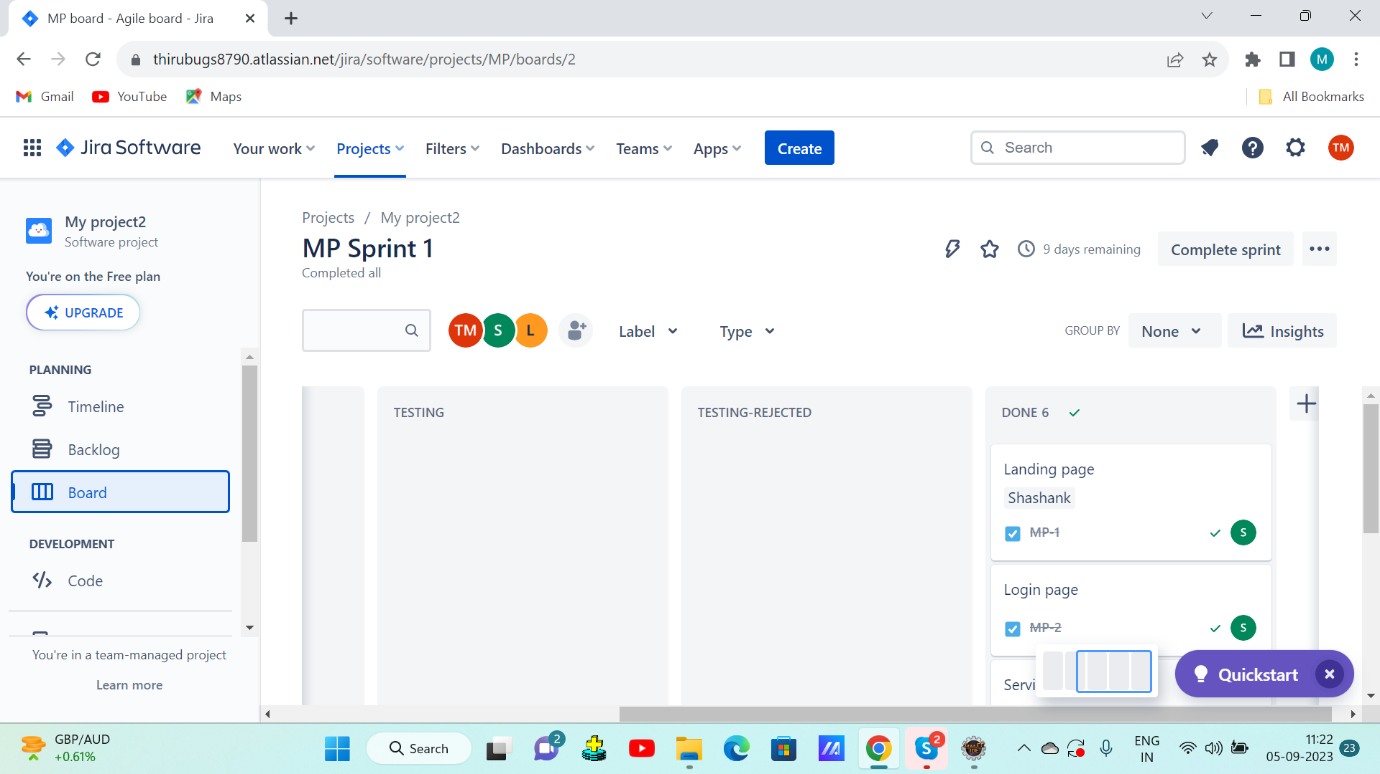 MP board - Agile board - Jira
thirubugs8790.atlassian.net/jira/software/projects/MP/boards/2
M
Gmail YouTube Maps All Bookmarks
Jira Software Your work Projects Filters Dashboards Teams Apps Create Search TM
My project2
Software project
You're on the Free plan
UPGRADE
PLANNING
Timeline
Backlog
Board
DEVELOPMENT
Code
You're in a team-managed project
Learn more
Projects / My project2
MP Sprint 1
Completed all
9 days remaining Complete sprint
TM S L Label Type GROUP BY None Insights
TESTING TESTING-REJECTED DONE 6
Landing page
Shashank
MP-1 S
Login page
MP-2 S
Servi
Quickstart
GBP/AUD
+0.61%
Search
2
2
ENG
IN
11:22
05-09-2023
23